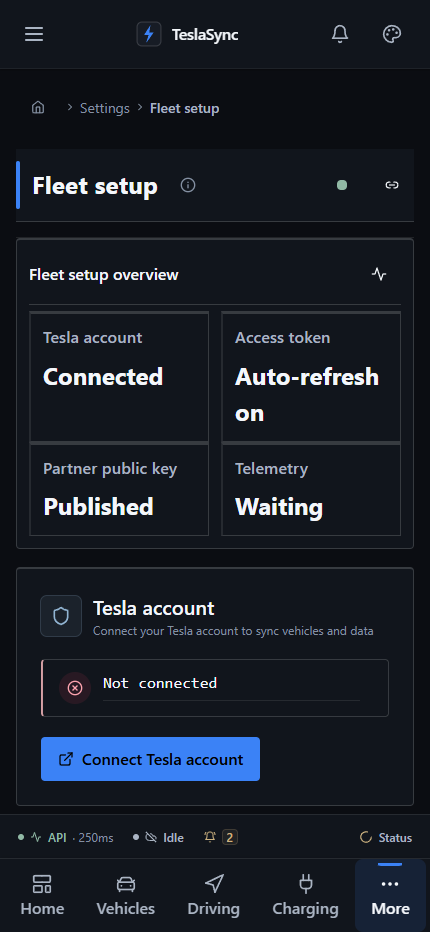 TeslaSync
Settings
Fleet setup
Fleet setup
Fleet setup overview
Tesla account
Connected
Access token
Auto-refresh
on
Partner public key
Published
Telemetry
Waiting
Tesla account
Connect your Tesla account to sync vehicles and data
Not connected
Connect Tesla account
API · 250ms
Idle
2
Status
Home
Vehicles
Driving
Charging
More